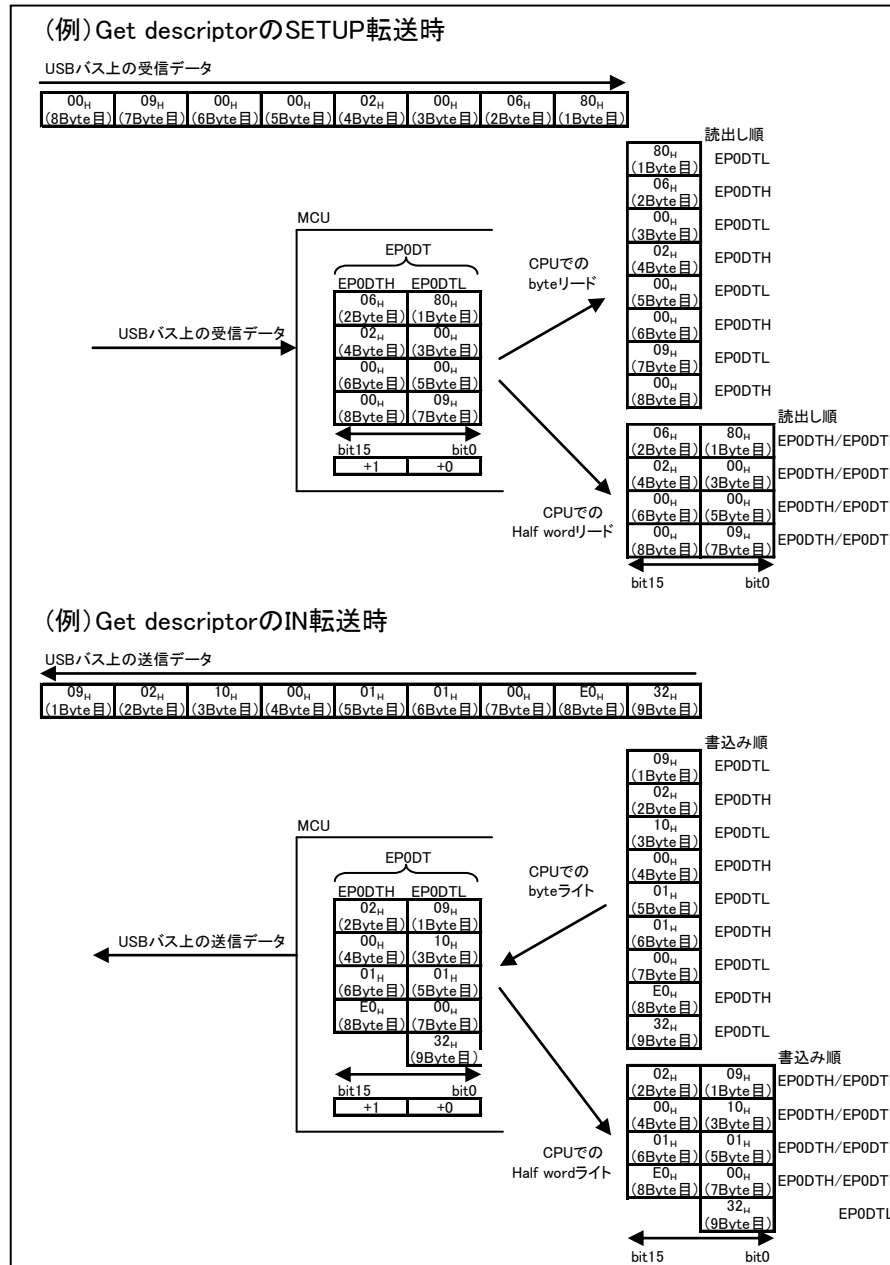 (例)Get descriptorのSETUP転送時
USBバス上の受信データ
00H 09H 00H 00H 02H 00H 06H 80H
(8Byte目) (7Byte目) (6Byte目) (5Byte目) (4Byte目) (3Byte目) (2Byte目) (1Byte目)
読出し順
80H
(1Byte目) EP0DTL
06H
(2Byte目) EP0DTH
00H
(3Byte目) EP0DTL
02H
(4Byte目) EP0DTH
00H
(5Byte目) EP0DTL
00H
(6Byte目) EP0DTH
09H
(7Byte目) EP0DTL
00H
(8Byte目) EP0DTH
MCU
EP0DT
EP0DTH EP0DTL
06H 80H
(2Byte目) (1Byte目)
02H 00H
(4Byte目) (3Byte目)
00H 00H
(6Byte目) (5Byte目)
00H 09H
(8Byte目) (7Byte目)
bit15 bit0
+1 +0
USBバス上の受信データ
CPUでの
byteリード
CPUでの
Half wordリード
読出し順
06H 80H
(2Byte目) (1Byte目) EP0DTH/EP0DT
02H 00H
(4Byte目) (3Byte目) EP0DTH/EP0DT
00H 00H
(6Byte目) (5Byte目) EP0DTH/EP0DT
00H 09H
(8Byte目) (7Byte目) EP0DTH/EP0DT
bit15 bit0
(例)Get descriptorのIN転送時
USBバス上の送信データ
09H 02H 10H 00H 01H 01H 00H E0H 32H
(1Byte目) (2Byte目) (3Byte目) (4Byte目) (5Byte目) (6Byte目) (7Byte目) (8Byte目) (9Byte目)
書込み順
09H
(1Byte目) EP0DTL
02H
(2Byte目) EP0DTH
10H
(3Byte目) EP0DTL
00H
(4Byte目) EP0DTH
01H
(5Byte目) EP0DTL
01H
(6Byte目) EP0DTH
00H
(7Byte目) EP0DTL
E0H
(8Byte目) EP0DTH
32H
(9Byte目) EP0DTL
MCU
EP0DT
EP0DTH EP0DTL
02H 09H
(2Byte目) (1Byte目)
00H 10H
(4Byte目) (3Byte目)
01H 01H
(6Byte目) (5Byte目)
E0H 00H
(8Byte目) (7Byte目)
32H
(9Byte目)
bit15 bit0
+1 +0
USBバス上の送信データ
CPUでの
byteライト
CPUでの
Half wordライト
書込み順
02H 09H
(2Byte目) (1Byte目) EP0DTH/EP0DT
00H 10H
(4Byte目) (3Byte目) EP0DTH/EP0DT
01H 01H
(6Byte目) (5Byte目) EP0DTH/EP0DT
E0H 00H
(8Byte目) (7Byte目) EP0DTH/EP0DT
32H
(9Byte目) EP0DTL
bit15 bit0